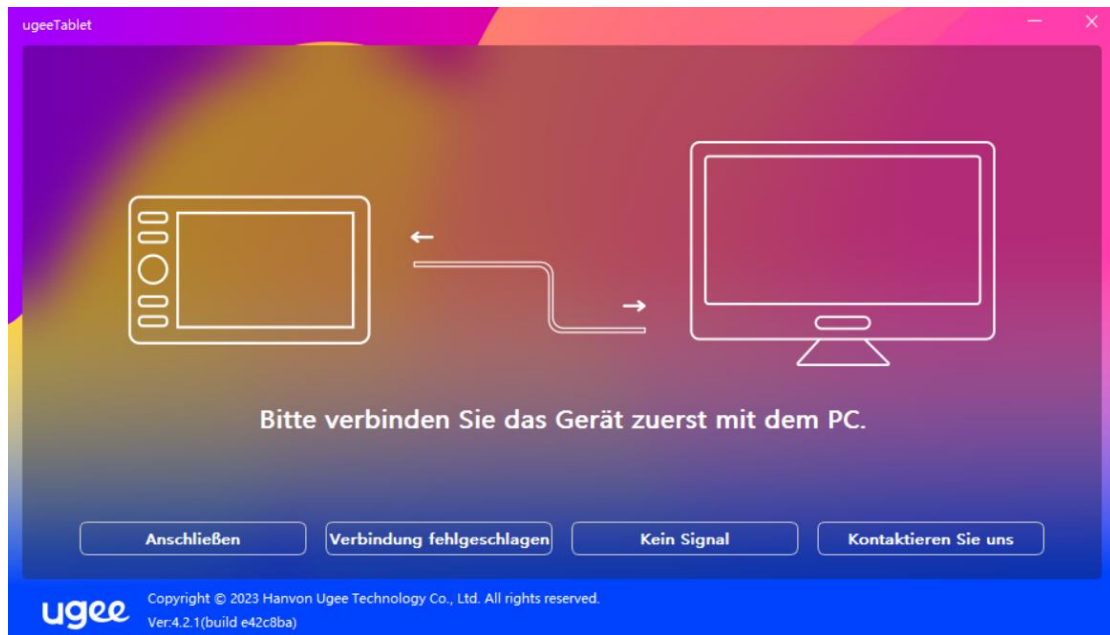 ugeeTablet
Bitte verbinden Sie das Gerät zuerst mit dem PC.
Anschließen
Verbindung fehlgeschlagen
Kein Signal
Kontaktieren Sie uns
ugee
Copyright © 2023 Hanvon Ugee Technology Co., Ltd. All rights reserved.
Ver:4.2.1(build e42c8ba)